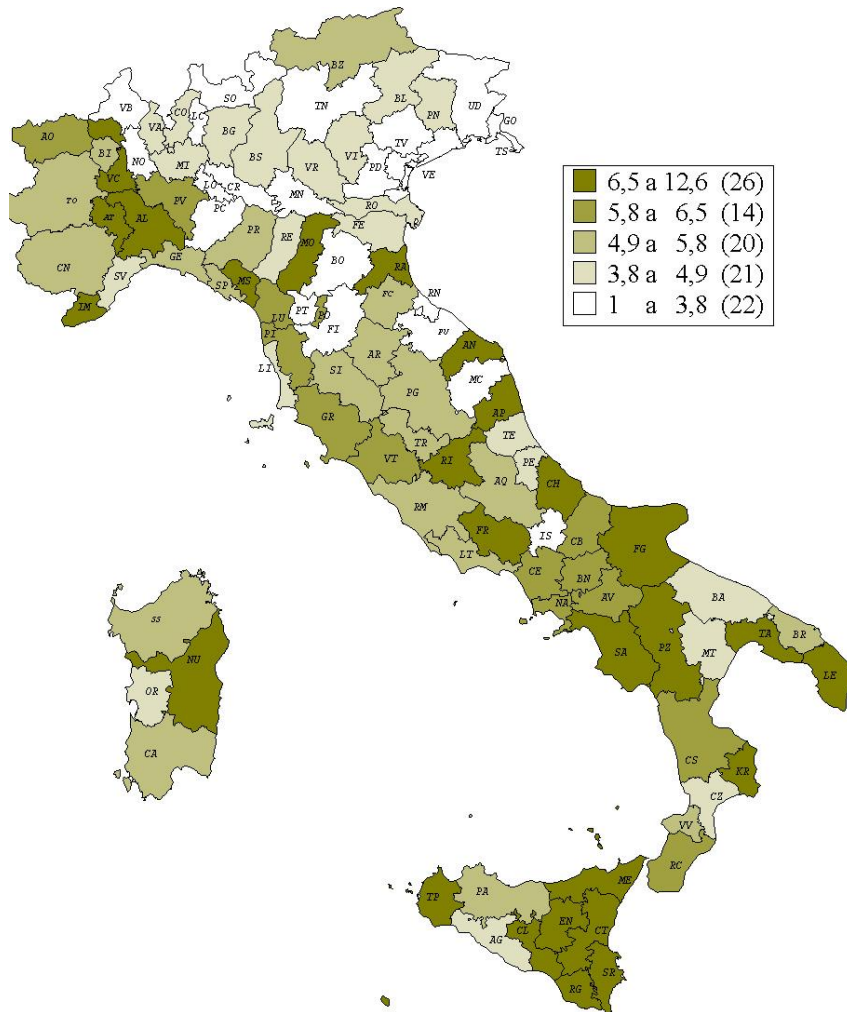 BZ
SO
TN
BL
UD
VB
CO
LC
PN
GO
VA
BG
TV
TS
AO
BI
NO
MI
BS
VR
VI
PD
VE
VC
LO
CR
MN
TO
PV
PC
RO
AT
AL
PR
RE
MO
FE
GE
BO
CN
SV
SP
MS
RA
IM
LU
PT
PO
FC
RN
PI
FI
PU
LI
AR
AN
SI
PG
MC
GR
AP
TR
TE
VT
RI
PE
AQ
CH
RM
FR
IS
CB
FG
LT
CE
BN
BA
NA
AV
SA
PZ
MT
TA
BR
LE
SS
NU
OR
CA
CS
KR
CZ
VV
RC
ME
TP
PA
EN
CL
CT
AG
RG
SR
6,5 a 12,6 (26)
5,8 a 6,5 (14)
4,9 a 5,8 (20)
3,8 a 4,9 (21)
1 a 3,8 (22)